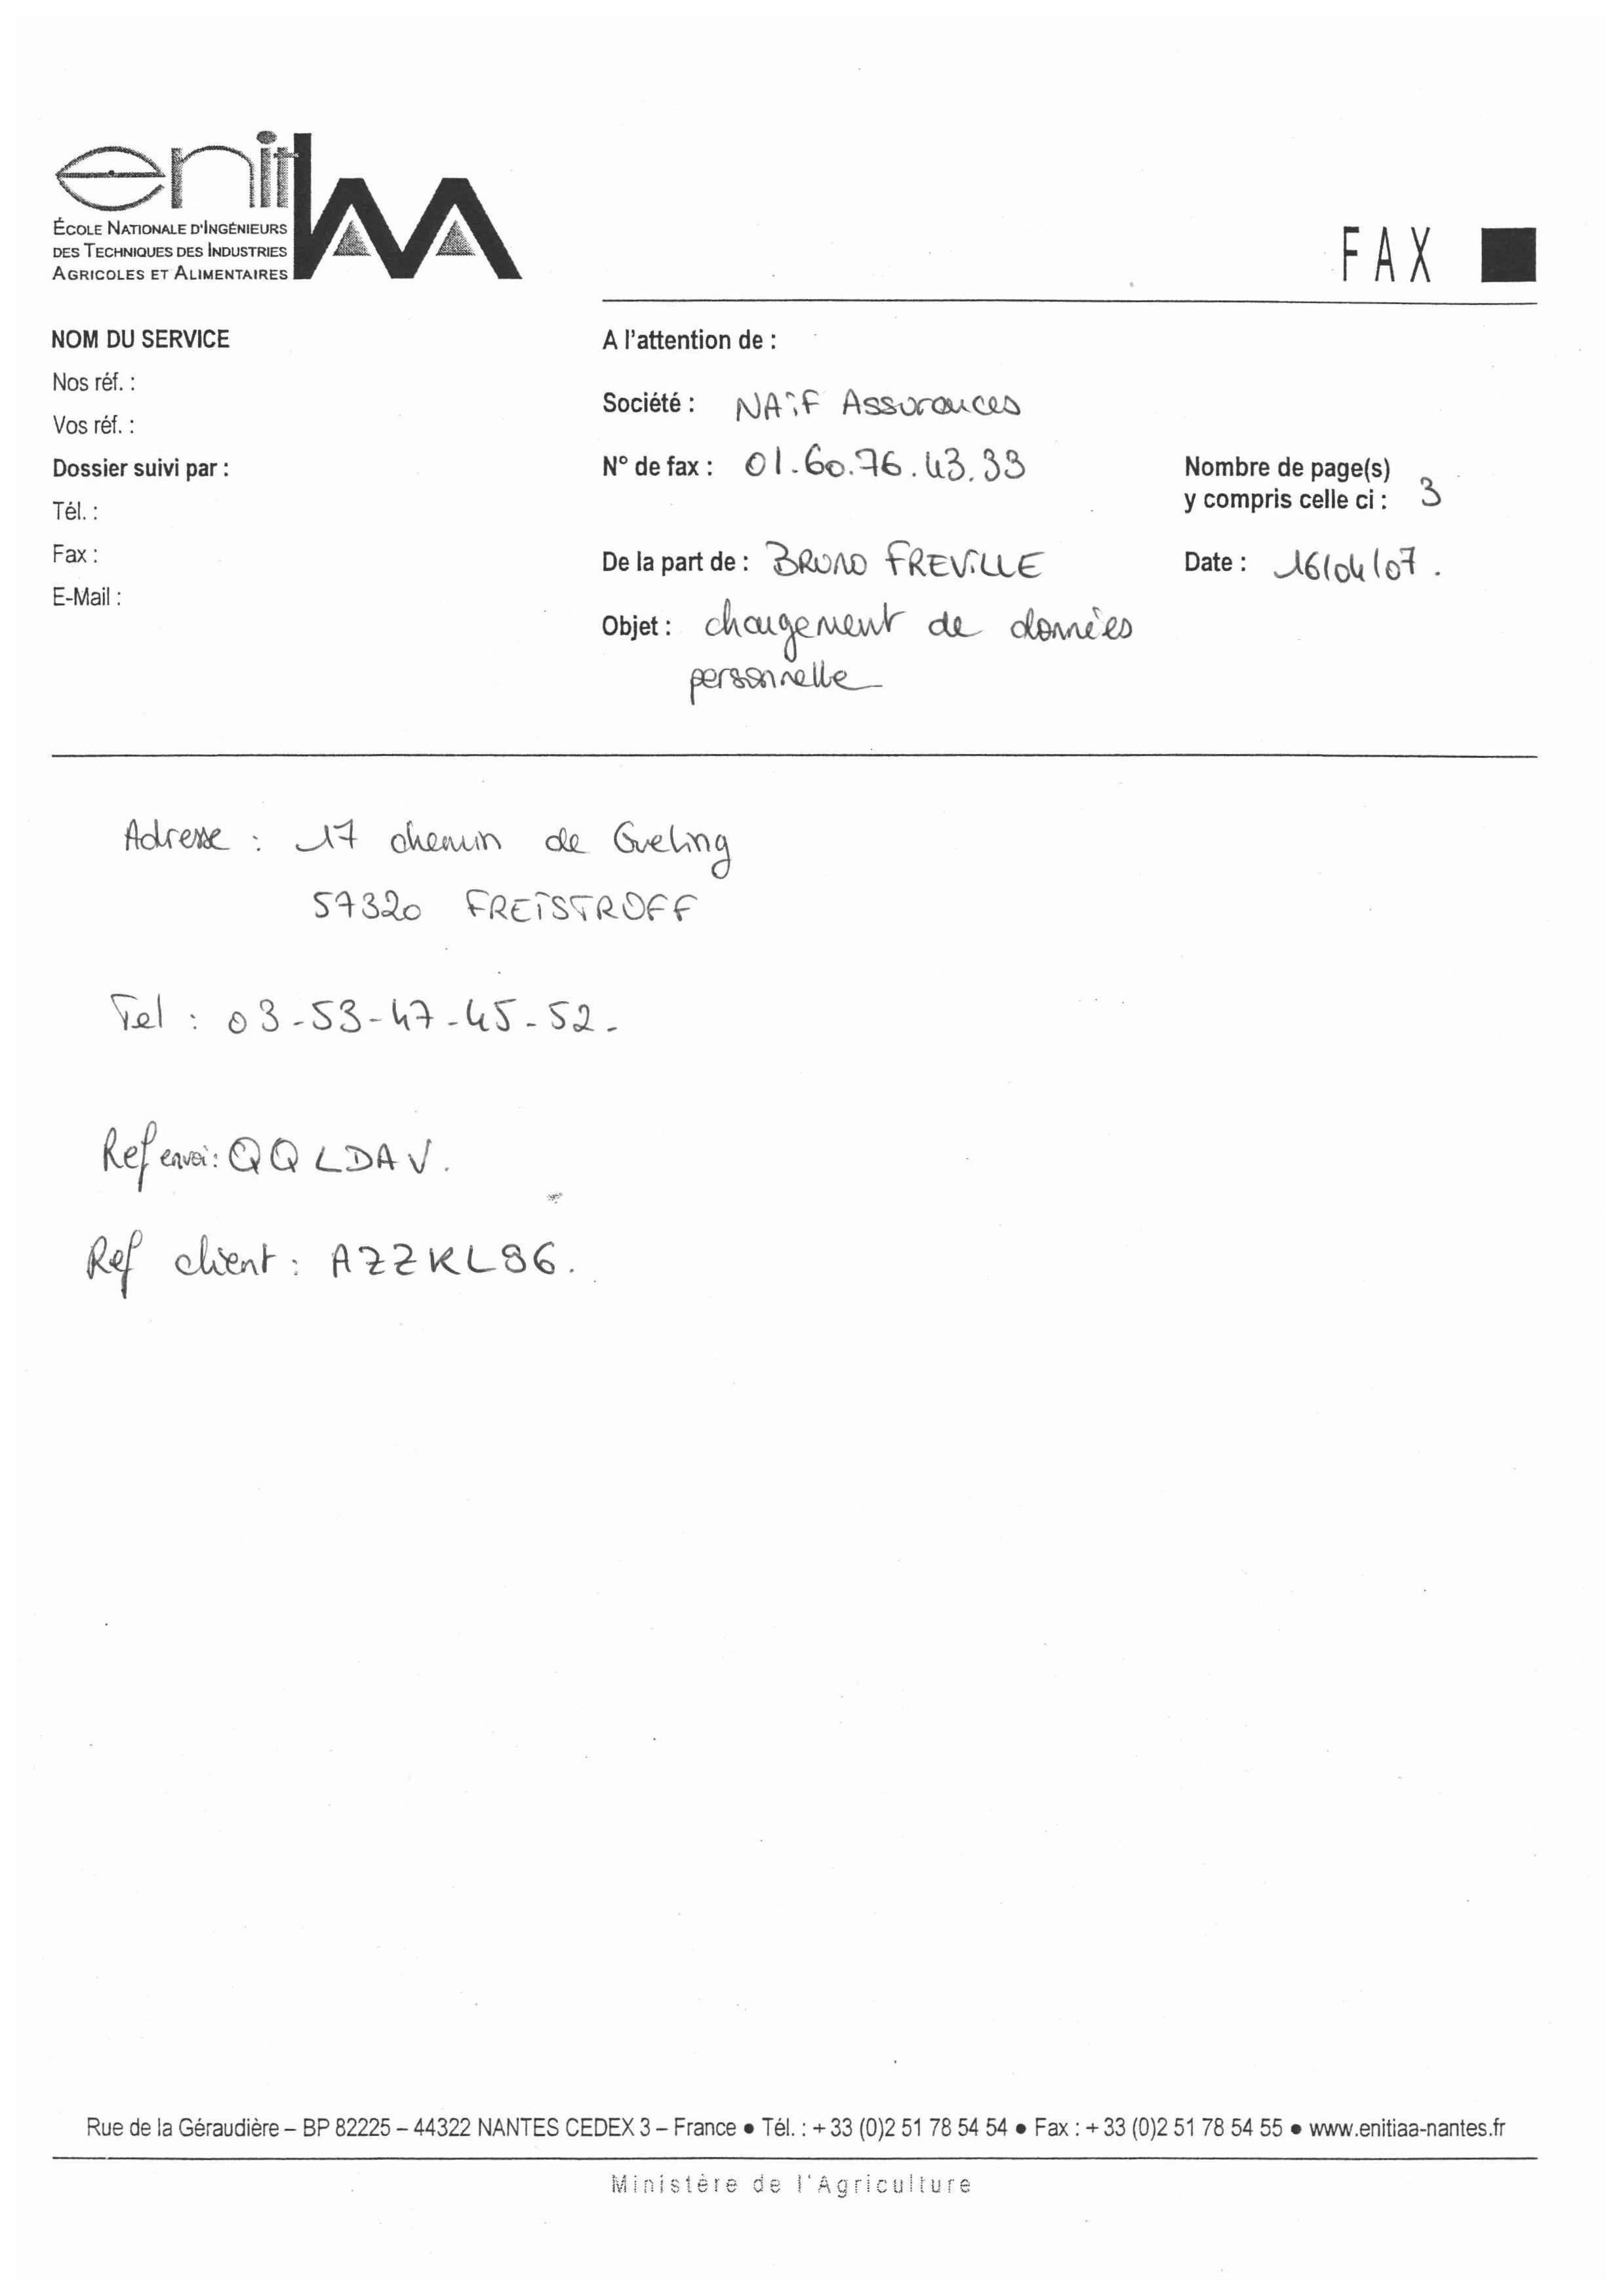 enitiAA
ÉCOLE NATIONALE D'INGÉNIEURS
DES TECHNIQUES DES INDUSTRIES
AGRICOLES ET ALIMENTAIRES
FAX
NOM DU SERVICE
Nos réf. :
Vos réf. :
Dossier suivi par :
Tél. :
Fax :
E-Mail :
A l'attention de :
Société : NAïF Assurances
N° de fax : 01.60.76.43.33
Nombre de page(s)
y compris celle ci : 3
De la part de : BRUNO FREVILLE
Date : 16/04/07.
Objet : changement de données
personnelle
Adresse : 17 chemin de Gueling
57320 FREÏSTROFF
Tel : 03-53-47-45-52-
Ref envoi : QQLDAV.
Ref client : AZZKL96.
Rue de la Géraudière – BP 82225 – 44322 NANTES CEDEX 3 – France • Tél. : + 33 (0)2 51 78 54 54 • Fax : + 33 (0)2 51 78 54 55 • www.enitiaa-nantes.fr
Ministère de l'Agriculture